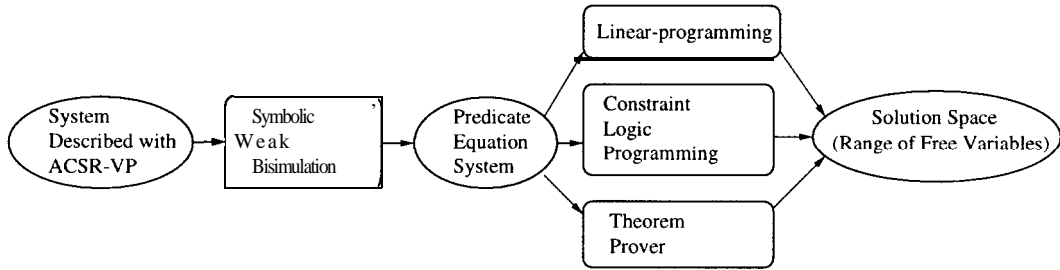 System
Described with
ACSR-VP
Symbolic
Weak
Bisimulation
Predicate
Equation
System
Linear-programming
Constraint
Logic
Programming
Theorem
Prover
Solution Space
(Range of Free Variables)